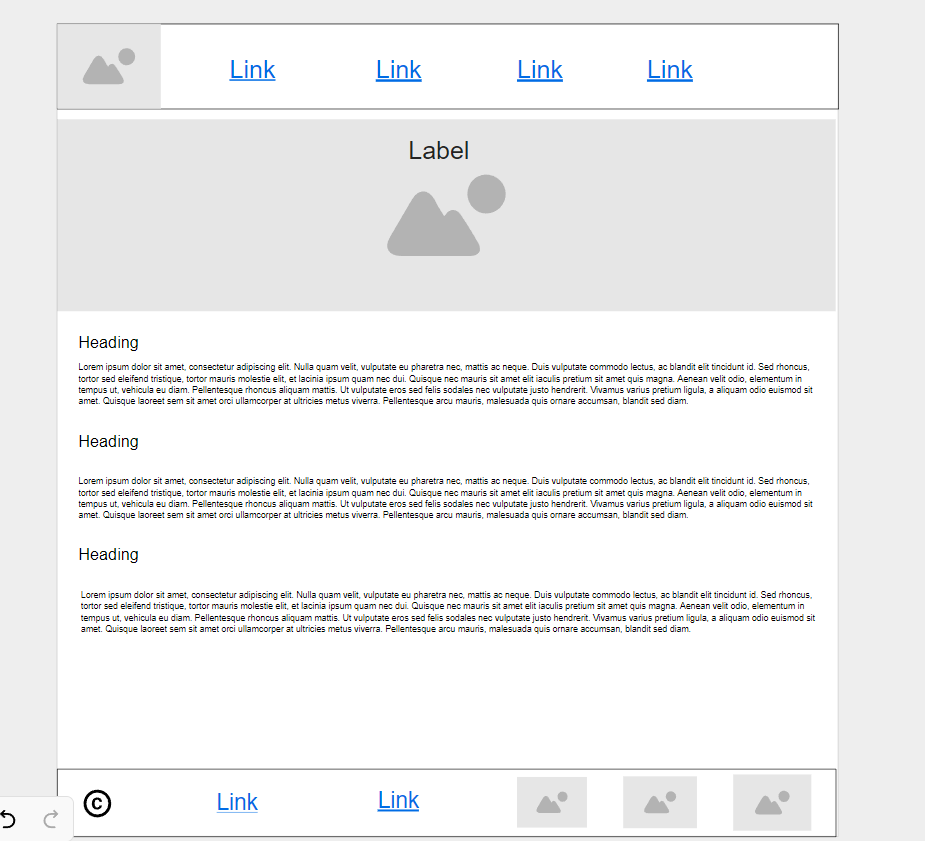 Link Link Link Link
Label
Heading
Lorem ipsum dolor sit amet, consectetur adipiscing elit. Nulla quam velit, vulputate eu pharetra nec, mattis ac neque. Duis vulputate commodo lectus, ac blandit elit tincidunt id. Sed rhoncus,
tortor sed eleifend tristique, tortor mauris molestie elit, et lacinia ipsum quam nec dui. Quisque nec mauris sit amet elit iaculis pretium sit amet quis magna. Aenean velit odio, elementum in
tempus ut, vehicula eu diam. Pellentesque rhoncus aliquam mattis. Ut vulputate eros sed felis sodales nec vulputate justo hendrerit. Vivamus varius pretium ligula, a aliquam odio euismod sit
amet. Quisque laoreet sem sit amet orci ullamcorper at ultricies metus viverra. Pellentesque arcu mauris, malesuada quis ornare accumsan, blandit sed diam.
Heading
Lorem ipsum dolor sit amet, consectetur adipiscing elit. Nulla quam velit, vulputate eu pharetra nec, mattis ac neque. Duis vulputate commodo lectus, ac blandit elit tincidunt id. Sed rhoncus,
tortor sed eleifend tristique, tortor mauris molestie elit, et lacinia ipsum quam nec dui. Quisque nec mauris sit amet elit iaculis pretium sit amet quis magna. Aenean velit odio, elementum in
tempus ut, vehicula eu diam. Pellentesque rhoncus aliquam mattis. Ut vulputate eros sed felis sodales nec vulputate justo hendrerit. Vivamus varius pretium ligula, a aliquam odio euismod sit
amet. Quisque laoreet sem sit amet orci ullamcorper at ultricies metus viverra. Pellentesque arcu mauris, malesuada quis ornare accumsan, blandit sed diam.
Heading
Lorem ipsum dolor sit amet, consectetur adipiscing elit. Nulla quam velit, vulputate eu pharetra nec, mattis ac neque. Duis vulputate commodo lectus, ac blandit elit tincidunt id. Sed rhoncus,
tortor sed eleifend tristique, tortor mauris molestie elit, et lacinia ipsum quam nec dui. Quisque nec mauris sit amet elit iaculis pretium sit amet quis magna. Aenean velit odio, elementum in
tempus ut, vehicula eu diam. Pellentesque rhoncus aliquam mattis. Ut vulputate eros sed felis sodales nec vulputate justo hendrerit. Vivamus varius pretium ligula, a aliquam odio euismod sit
amet. Quisque laoreet sem sit amet orci ullamcorper at ultricies metus viverra. Pellentesque arcu mauris, malesuada quis ornare accumsan, blandit sed diam.
© Link Link